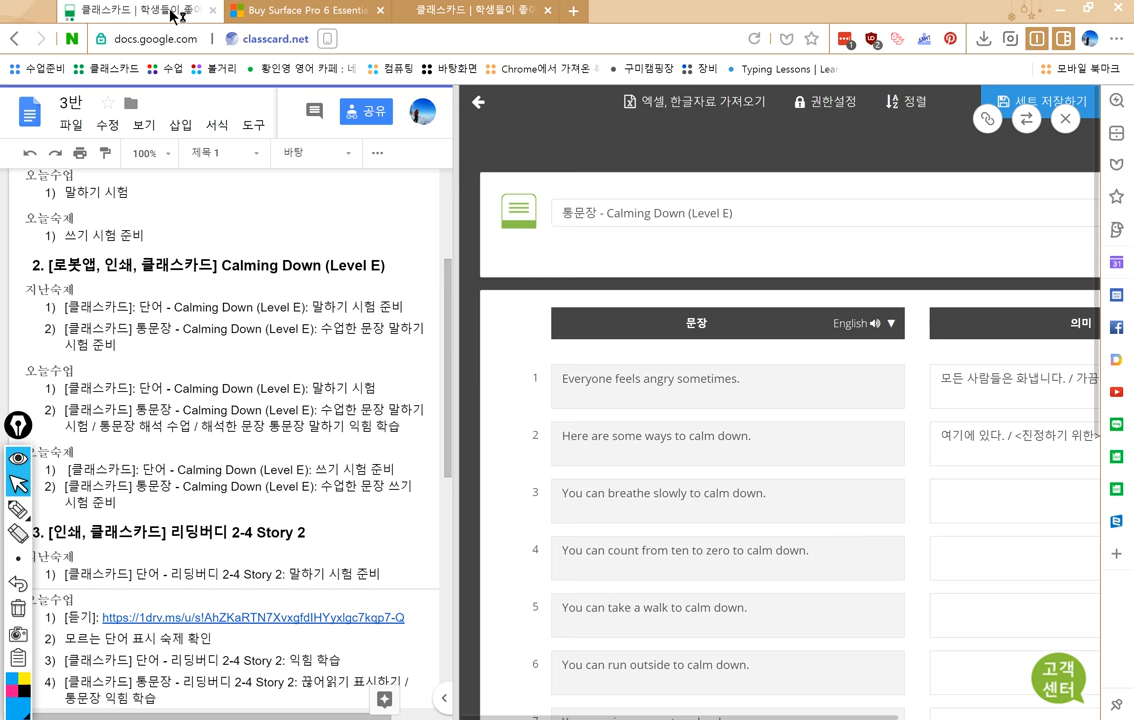 클래스카드 | 학생들이 좋아
Buy Surface Pro 6 Essentia
클래스카드 | 학생들이 좋아
docs.google.com
classcard.net
수업준비
클래스카드
수업
볼거리
황인영 영어 카페 : 네
컴퓨팅
바탕화면
Chrome에서 가져온
구미캠핑장
장비
Typing Lessons | Lear
모바일 북마크
3반
파일 수정 보기 삽입 서식 도구
공유
100% 제목 1 바탕
오늘수업
1) 말하기 시험
오늘숙제
1) 쓰기 시험 준비
2. [로봇앱, 인쇄, 클래스카드] Calming Down (Level E)
지난숙제
1) [클래스카드]: 단어 - Calming Down (Level E): 말하기 시험 준비
2) [클래스카드] 통문장 - Calming Down (Level E): 수업한 문장 말하기
시험 준비
오늘수업
1) [클래스카드]: 단어 - Calming Down (Level E): 말하기 시험
2) [클래스카드] 통문장 - Calming Down (Level E): 수업한 문장 말하기
시험 / 통문장 해석 수업 / 해석한 문장 통문장 말하기 익힘 학습
오늘숙제
1) [클래스카드]: 단어 - Calming Down (Level E): 쓰기 시험 준비
2) [클래스카드] 통문장 - Calming Down (Level E): 수업한 문장 쓰기
시험 준비
3. [인쇄, 클래스카드] 리딩버디 2-4 Story 2
지난숙제
1) [클래스카드] 단어 - 리딩버디 2-4 Story 2: 말하기 시험 준비
오늘수업
1) [듣기]: https://1drv.ms/u/s!AhZKaRTN7XvxgfdIHYyxlgc7kqp7-Q
2) 모르는 단어 표시 숙제 확인
3) [클래스카드] 단어 - 리딩버디 2-4 Story 2: 익힘 학습
4) [클래스카드] 통문장 - 리딩버디 2-4 Story 2: 끊어읽기 표시하기 /
통문장 익힘 학습
엑셀, 한글자료 가져오기
권한설정
정렬
세트 저장하기
통문장 - Calming Down (Level E)
문장 English
의미
1 Everyone feels angry sometimes.
모든 사람들은 화냅니다. / 가끔
2 Here are some ways to calm down.
여기에 있다. / <진정하기 위한>
3 You can breathe slowly to calm down.
4 You can count from ten to zero to calm down.
5 You can take a walk to calm down.
6 You can run outside to calm down.
고객
센터